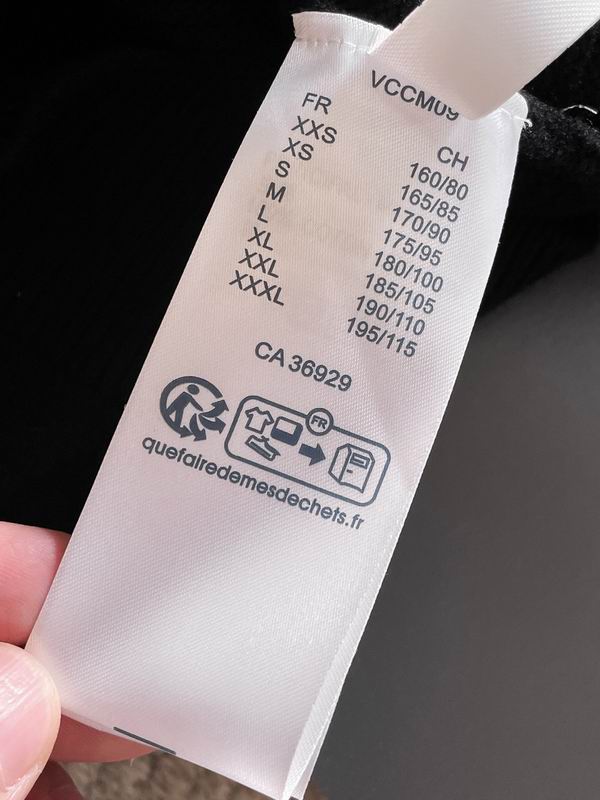 VCCM09
FR CH
XXS 160/80
XS 165/85
S 170/90
M 175/95
L 180/100
XL 185/105
XXL 190/110
XXXL 195/115
CA 36929
FR
quefairedemesdechets.fr